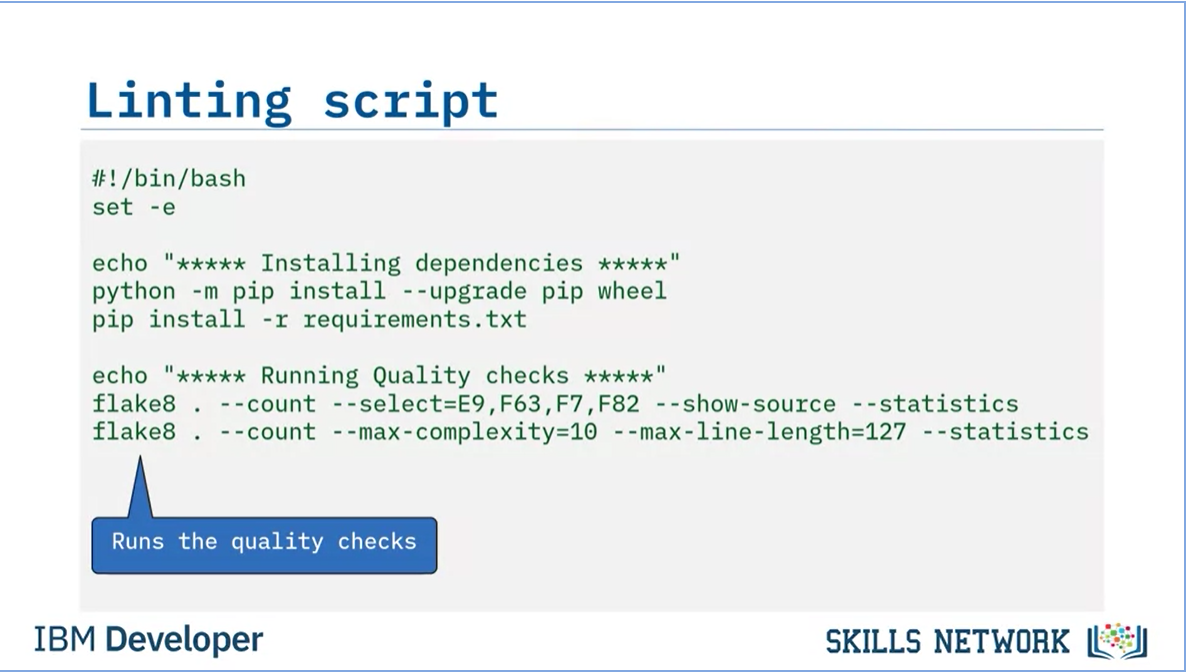 Linting script
#!/bin/bash
set -e
echo "***** Installing dependencies *****"
python -m pip install --upgrade pip wheel
pip install -r requirements.txt
echo "***** Running Quality checks *****"
flake8 . --count --select=E9,F63,F7,F82 --show-source --statistics
flake8 . --count --max-complexity=10 --max-line-length=127 --statistics
Runs the quality checks
IBM Developer
SKILLS NETWORK